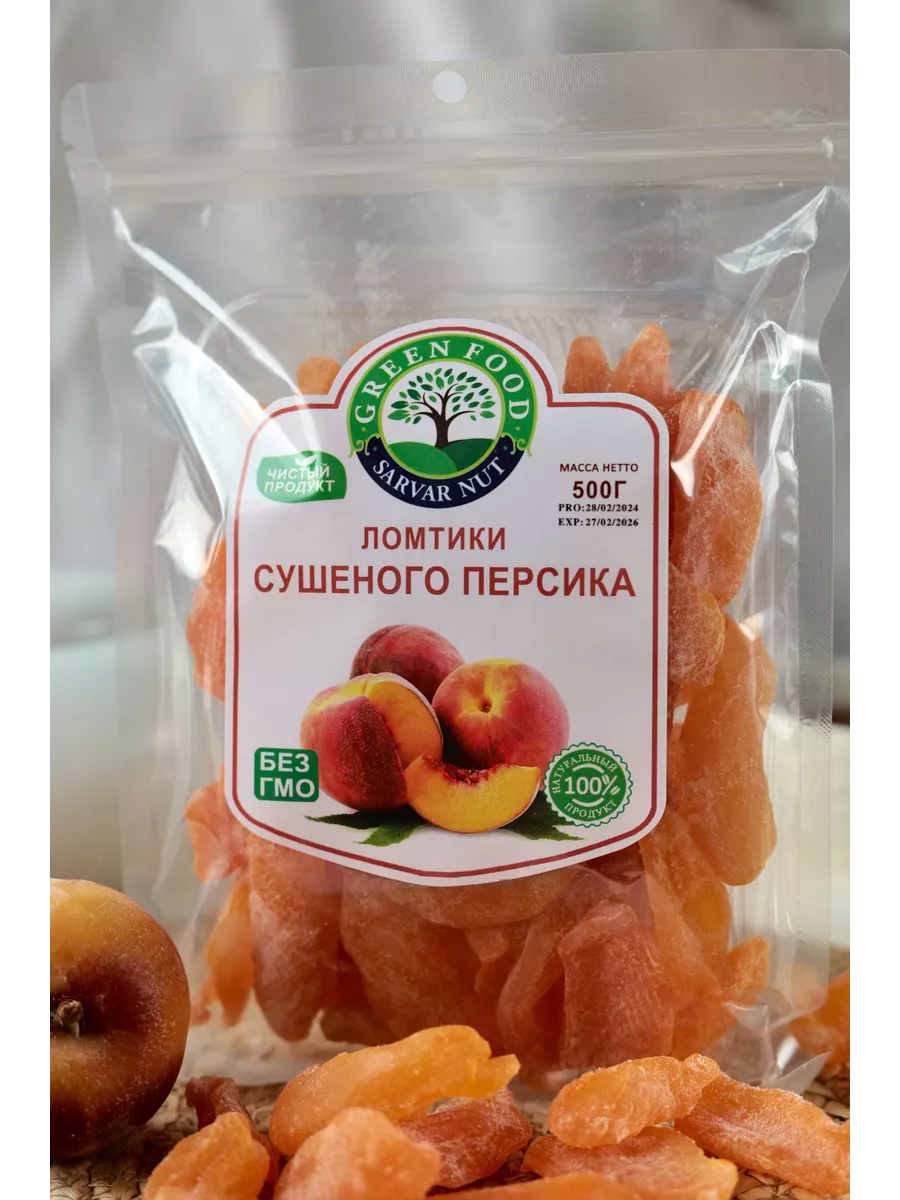 GREEN FOOD
SARVAR NUT
ЧИСТЫЙ
ПРОДУКТ
МАССА НЕТТО
500Г
PRO:28/02/2024
EXP:27/02/2026
ЛОМТИКИ
СУШЕНОГО ПЕРСИКА
БЕЗ
ГМО
НАТУРАЛЬНЫЙ
100%
ПРОДУКТ